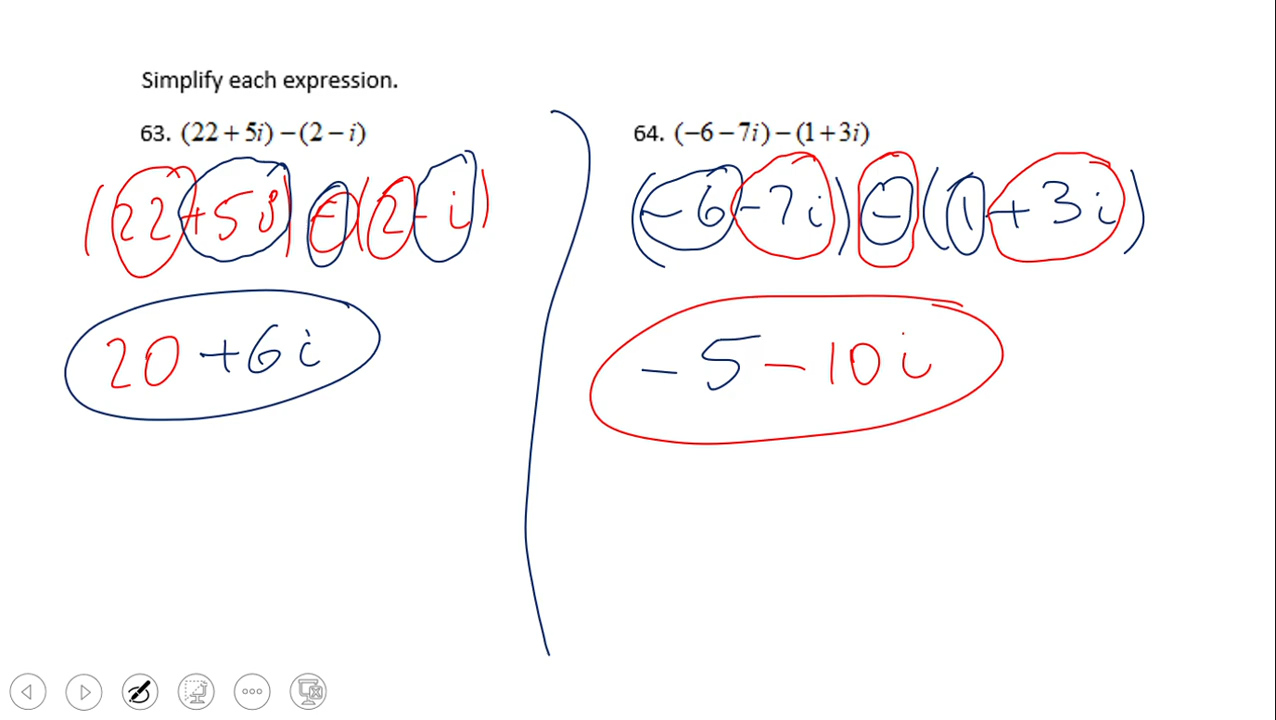 Simplify each expression.
63. (22 + 5i) – (2 – i)
(22+5i)-(2-i)
20+6i
64. (–6 – 7i) – (1 + 3i)
(-6-7i)-(1+3i)
-5-10i